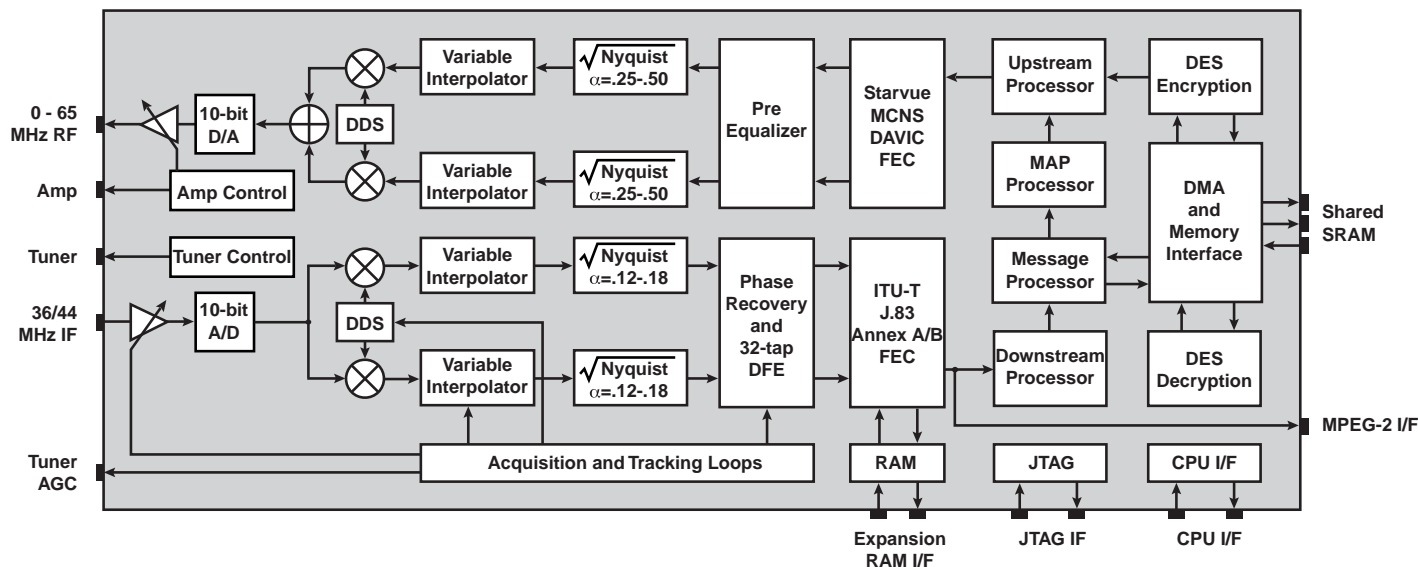 0 - 65
MHz RF
Amp
Tuner
36/44
MHz IF
Tuner
AGC
10-bit
D/A
Amp Control
Tuner Control
10-bit
A/D
DDS
DDS
Variable
Interpolator
Variable
Interpolator
Variable
Interpolator
Variable
Interpolator
√Nyquist
α=.25-.50
√Nyquist
α=.25-.50
√Nyquist
α=.12-.18
√Nyquist
α=.12-.18
Pre
Equalizer
Phase
Recovery
and
32-tap
DFE
Acquisition and Tracking Loops
Starvue
MCNS
DAVIC
FEC
ITU-T
J.83
Annex A/B
FEC
RAM
Expansion
RAM I/F
Upstream
Processor
MAP
Processor
Message
Processor
Downstream
Processor
JTAG
JTAG IF
DES
Encryption
DMA
and
Memory
Interface
DES
Decryption
CPU I/F
CPU I/F
Shared
SRAM
MPEG-2 I/F